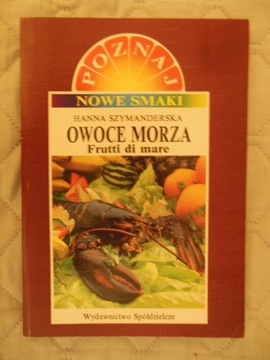 POZNAJ
NOWE SMAKI
HANNA SZYMANDERSKA
OWOCE MORZA
Frutti di mare
Wydawnictwo Spółdzielcze